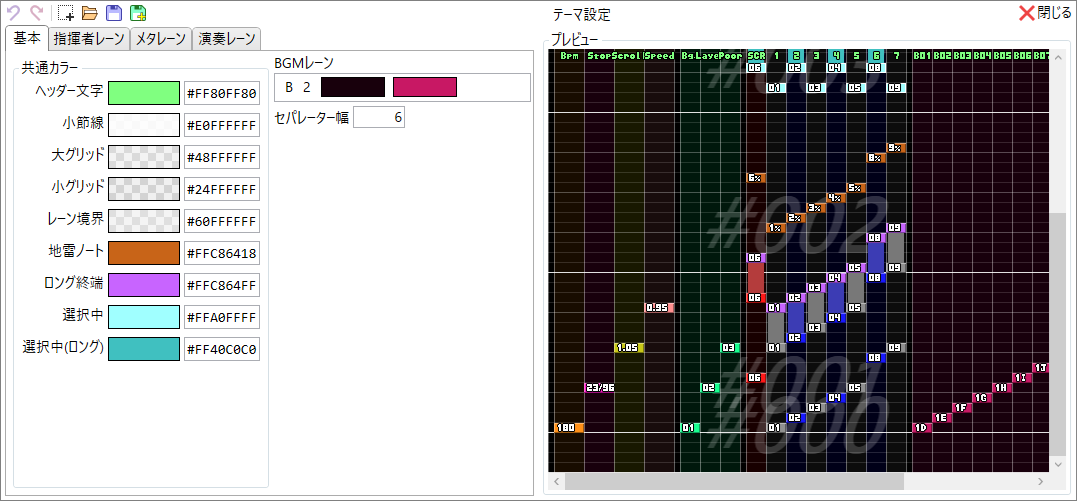 テーマ設定
閉じる
基本 指揮者レーン メタレーン 演奏レーン
共通カラー
ヘッダー文字 #FF80FF80
小節線 #E0FFFFFF
大グリッド #48FFFFFF
小グリッド #24FFFFFF
レーン境界 #60FFFFFF
地雷ノート #FFC86418
ロング終端 #FFC864FF
選択中 #FFA0FFFF
選択中(ロング) #FF40C0C0
BGMレーン
B 2
セパレーター幅 6
プレビュー
Bpm Stop Scrol Speed Bg Laye Poor SCR 1 2 3 4 5 6 7 B01 B02 B03 B04 B05 B06 B07
06 02 04 08
01 03 05 09
9%
8%
6% 5%
4%
3%
2%
1%
#002
09
08
06 05 09
04 08
03
06 02
0.95 01 05
04
03
02
1.05 03 01 09
08
#001
1J
06 1I
23/96 02 05 1H
04 1G
03 1F
02 1E
180 01 01 1D
#000